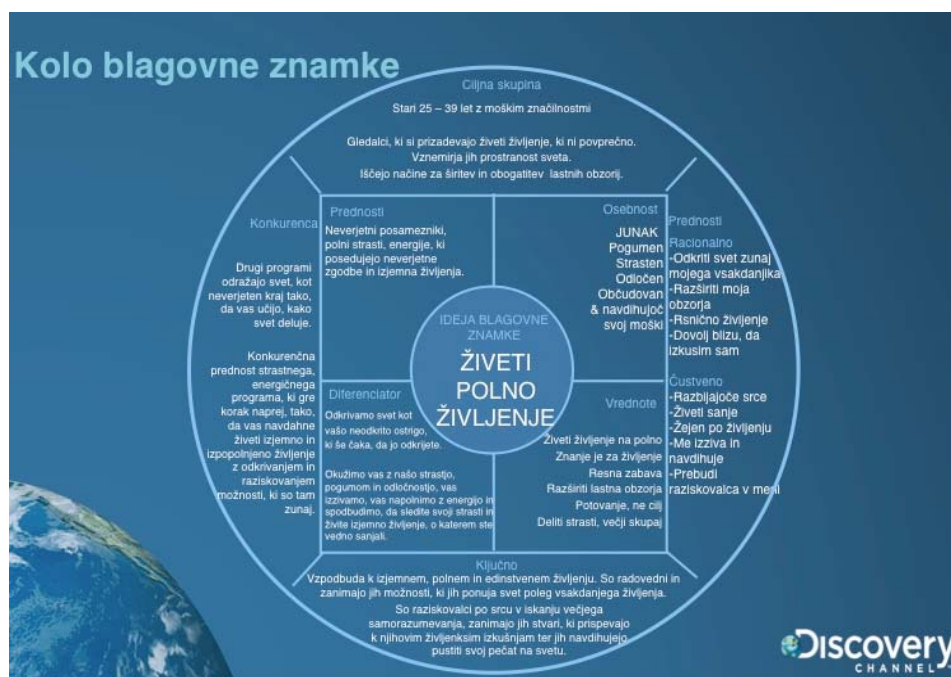 Kolo blagovne znamke
Ciljna skupina
Stari 25 – 39 let z moškim značilnostmi
Gledalci, ki si prizadevajo živeti življenje, ki ni povprečno.
Vznemirja jih prostranost sveta.
Iščejo načine za širitev in obogatitev lastnih obzorij.
Konkurenca
Drugi programi
odražajo svet, kot
neverjeten kraj tako,
da vas učijo, kako
svet deluje.
Konkurenčna
prednost strastnega,
energičnega
programa, ki gre
korak naprej, tako,
da vas navdahne
živeti izjemno in
izpopolnjeno življenje
z odkrivanjem in
raziskovanjem
možnosti, ki so tam
zunaj.
Prednosti
Neverjetni posamezniki,
polni strasti, energije, ki
posedujejo neverjetne
zgodbe in izjemna življenja.
Osebnost
JUNAK
Pogumen
Strasten
Odločen
Občudovan
& navdihujoč
svoj moški
Prednosti
Racionalno
-Odkriti svet zunaj
mojega vsakdanjika
-Razširiti moja
obzorja
-Rsnično življenje
-Dovolj blizu, da
izkusim sam
Čustveno
-Razbijajoče srce
-Živeti sanje
-Žejen po življenju
-Me izziva in
navdihuje
-Prebudi
raziskovalca v meni
IDEJA BLAGOVNE
ZNAMKE
ŽIVETI
POLNO
ŽIVLJENJE
Diferenciator
Odkrivamo svet kot
vašo neodkrito ostrigo,
ki še čaka, da jo odkrijete.
Okužimo vas z našo strastjo,
pogumom in odločnostjo, vas
izzivamo, vas napolnimo z energijo in
spodbudimo, da sledite svoji strasti in
živite izjemno življenje, o katerem ste
vedno sanjali.
Vrednote
Živeti življenje na polno
Znanje je za življenje
Resna zabava
Razširiti lastna obzorja
Potovanje, ne cilj
Deliti strasti, večji skupaj
Ključno
Vzpodbuda k izjemnem, polnem in edinstvenem življenju. So radovedni in
zanimajo jih možnosti, ki jih ponuja svet poleg vsakdanjega življenja.
So raziskovalci po srcu v iskanju večjega
samorazumevanja, zanimajo jih stvari, ki prispevajo
k njihovim življenksim izkušnjam ter jih navdihujejo
pustiti svoj pečat na svetu.
Discovery
CHANNEL